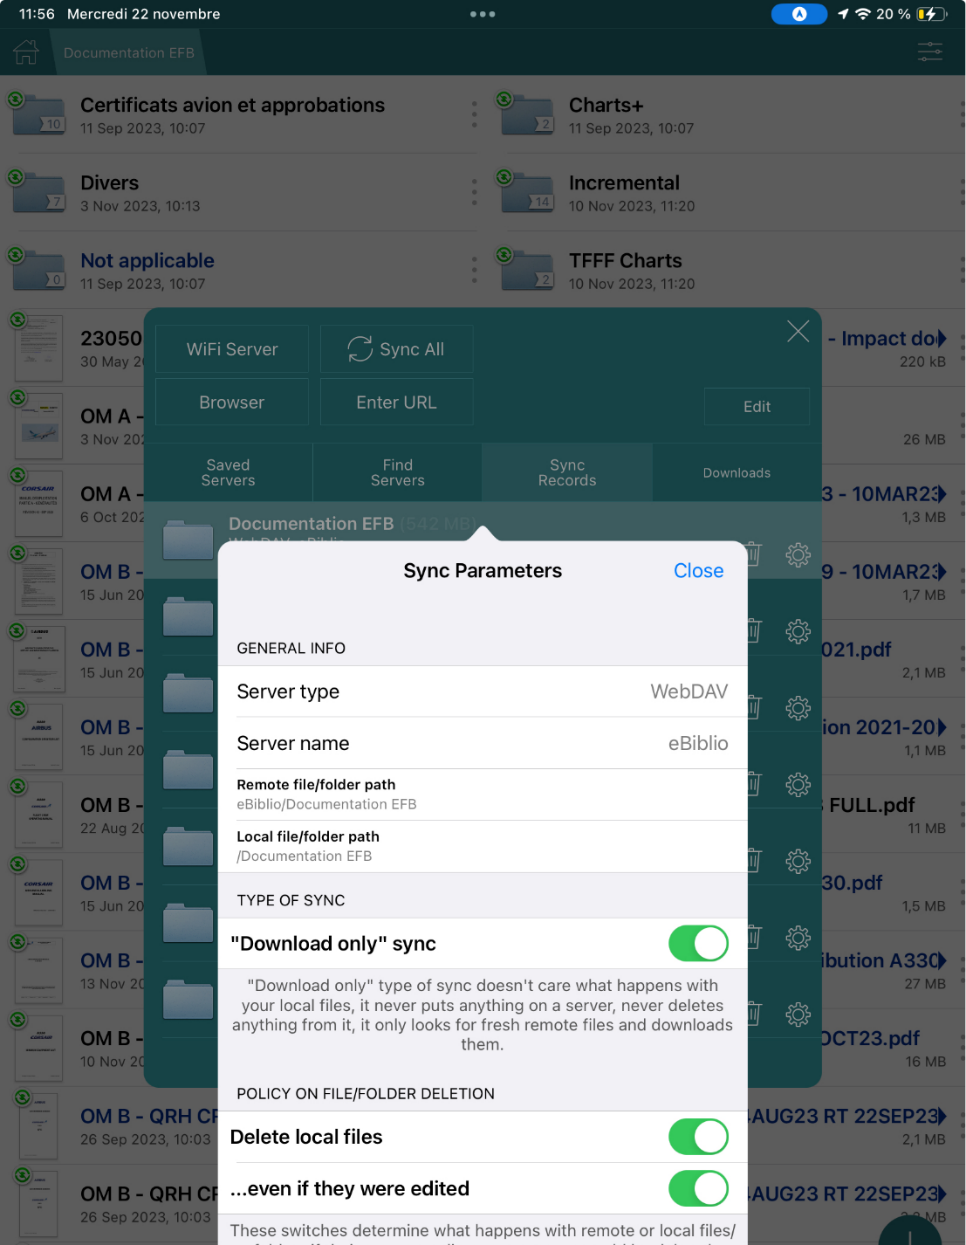 11:56 Mercredi 22 novembre
20 %
Documentation EFB
Certificats avion et approbations
11 Sep 2023, 10:07
10
Charts+
11 Sep 2023, 10:07
2
Divers
3 Nov 2023, 10:13
7
Incremental
10 Nov 2023, 11:20
14
Not applicable
11 Sep 2023, 10:07
0
TFFF Charts
10 Nov 2023, 11:20
2
23050
30 May 2
- Impact do
220 kB
WiFi Server
Sync All
Browser
Enter URL
Edit
OM A -
3 Nov 202
26 MB
Saved Servers
Find Servers
Sync Records
Downloads
OM A -
6 Oct 202
3 - 10MAR23
1,3 MB
Documentation EFB (542 MB)
OM B -
15 Jun 20
9 - 10MAR23
1,7 MB
Sync Parameters
Close
GENERAL INFO
OM B -
15 Jun 20
021.pdf
2,1 MB
Server type
WebDAV
Server name
eBiblio
OM B -
15 Jun 20
ion 2021-20
1,1 MB
Remote file/folder path
eBiblio/Documentation EFB
Local file/folder path
/Documentation EFB
OM B -
22 Aug 20
FULL.pdf
11 MB
TYPE OF SYNC
OM B -
15 Jun 20
30.pdf
1,5 MB
"Download only" sync
"Download only" type of sync doesn't care what happens with
your local files, it never puts anything on a server, never deletes
anything from it, it only looks for fresh remote files and downloads
them.
OM B -
13 Nov 20
ibution A330
27 MB
OM B -
10 Nov 20
OCT23.pdf
16 MB
POLICY ON FILE/FOLDER DELETION
OM B - QRH CF
26 Sep 2023, 10:03
AUG23 RT 22SEP23
2,1 MB
Delete local files
...even if they were edited
OM B - QRH CF
26 Sep 2023, 10:03
AUG23 RT 22SEP23
MB
These switches determine what happens with remote or local files/